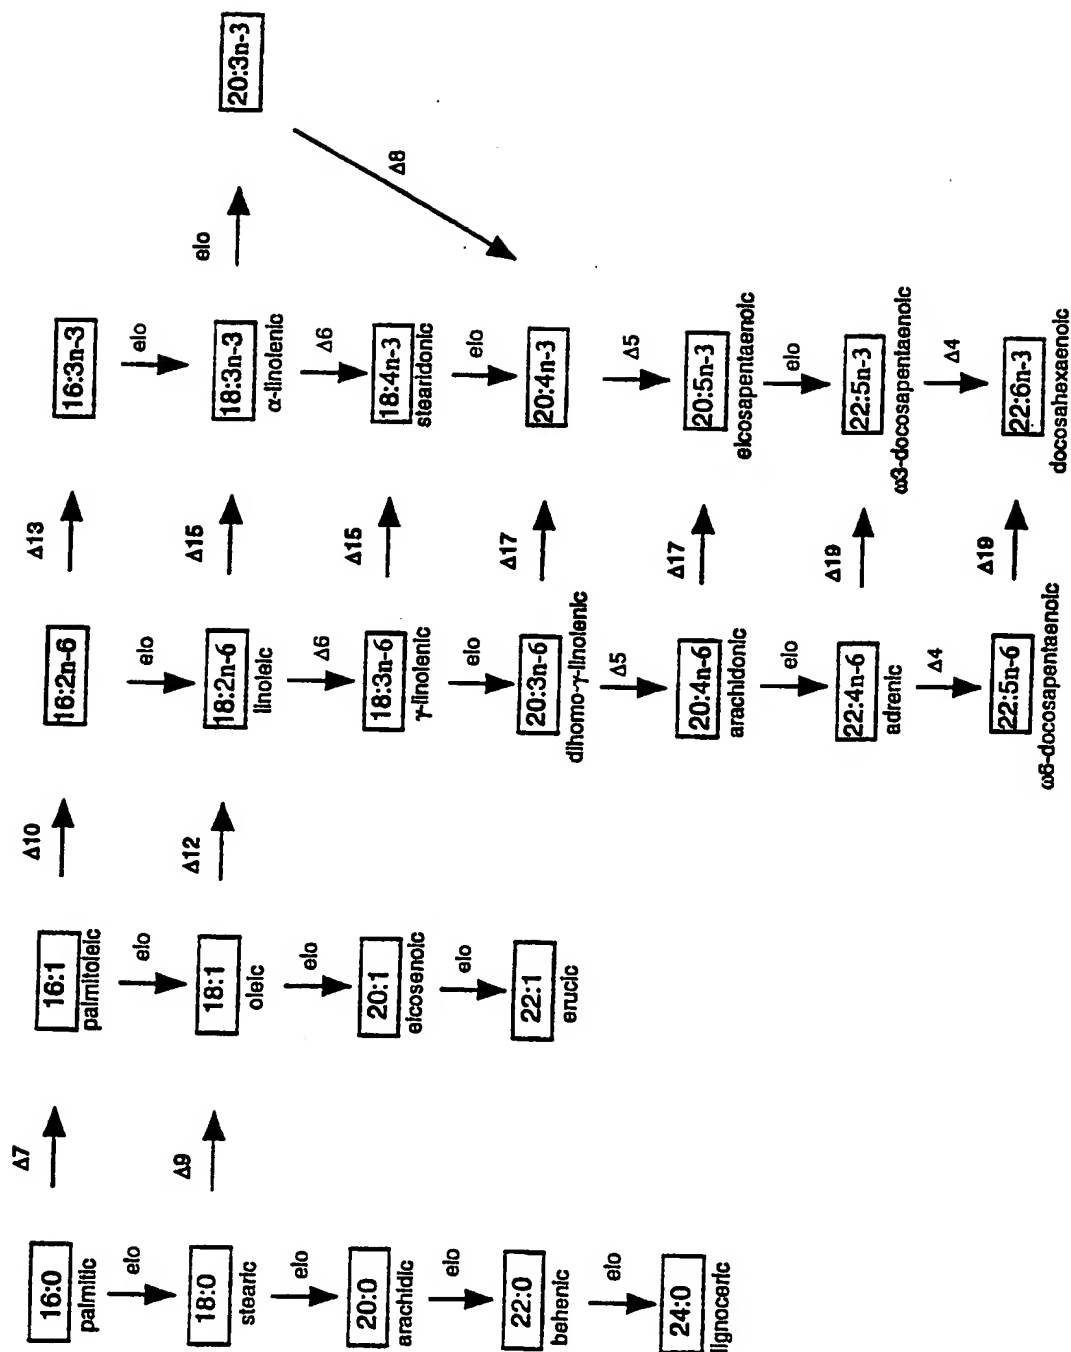 Δ7 Δ10 Δ13
16:0 16:1 16:2n-6 16:3n-3
palmitic palmitoleic
elo elo elo elo
Δ9 Δ12 Δ15 elo
18:0 18:1 18:2n-6 18:3n-3 20:3n-3
stearic oleic linoleic α-linolenic
elo elo Δ6 Δ6
Δ15
20:0 20:1 18:3n-6 18:4n-3
arachidic eicosenoic γ-linolenic stearidonic
Δ8
elo elo elo elo
Δ17
22:0 22:1 20:3n-6 20:4n-3
behenic erucic dihomo-γ-linolenic
elo Δ5 Δ5
Δ17
24:0 20:4n-6 20:5n-3
lignoceric arachidonic eicosapentaenoic
elo elo
Δ19
22:4n-6 22:5n-3
adrenic ω3-docosapentaenoic
Δ4 Δ4
Δ19
22:5n-6 22:6n-3
ω6-docosapentaenoic docosahexaenoic